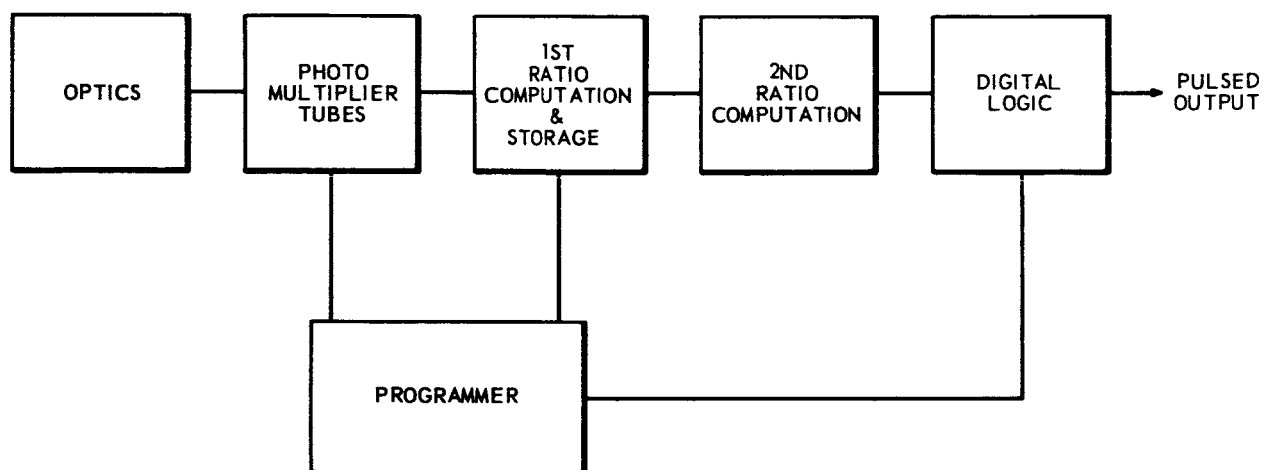 OPTICS
PHOTO
MULTIPLIER
TUBES
1ST
RATIO
COMPUTATION
&
STORAGE
2ND
RATIO
COMPUTATION
DIGITAL
LOGIC
PULSED
OUTPUT
PROGRAMMER